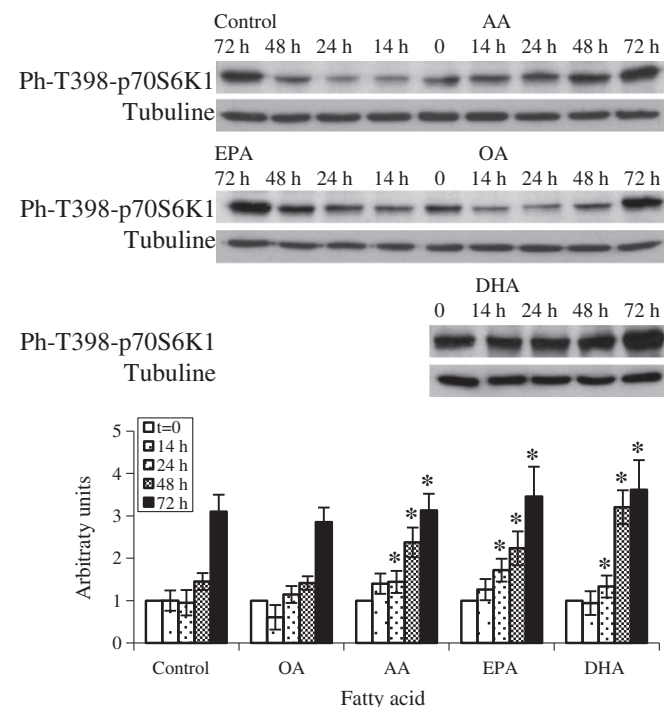 Control AA
72 h 48 h 24 h 14 h 0 14 h 24 h 48 h 72 h
Ph-T398-p70S6K1
Tubuline
EPA OA
72 h 48 h 24 h 14 h 0 14 h 24 h 48 h 72 h
Ph-T398-p70S6K1
Tubuline
DHA
0 14 h 24 h 48 h 72 h
Ph-T398-p70S6K1
Tubuline
5
4
3
2
1
0
Arbitraty units
t=0
14 h
24 h
48 h
72 h
* * * * * * * * *
Control OA AA EPA DHA
Fatty acid